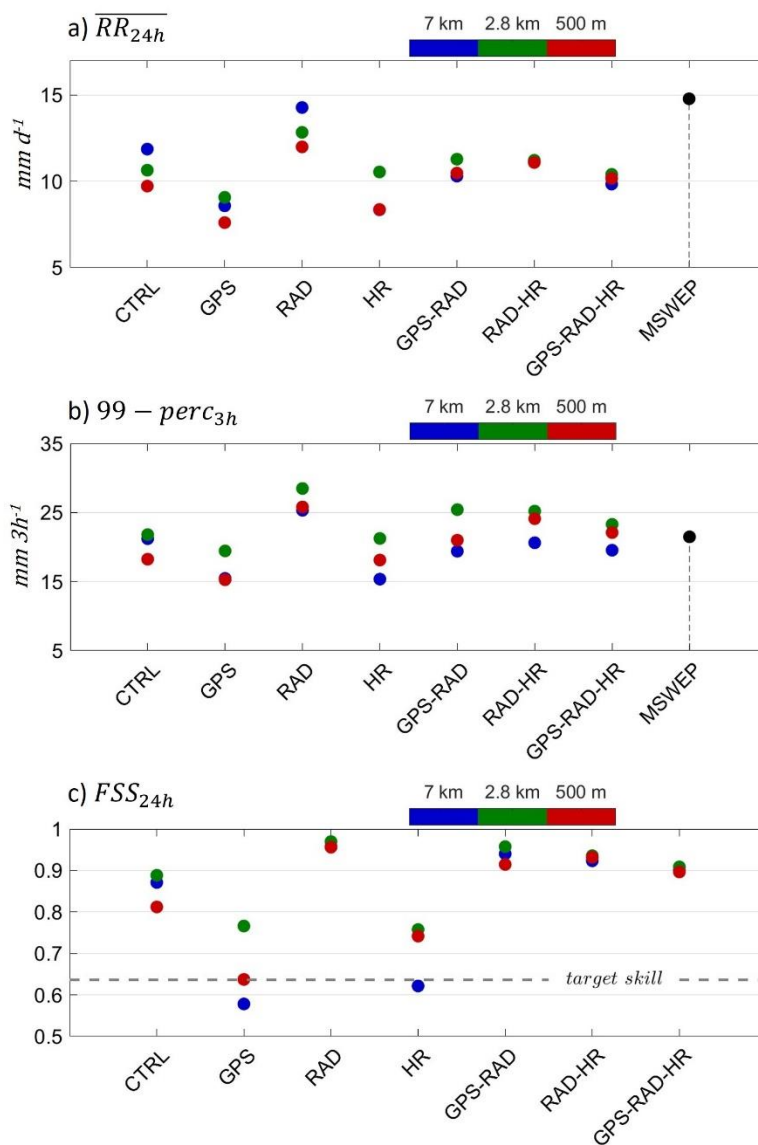 a) RR24h
7 km 2.8 km 500 m
15
10
5
mm d-1
CTRL GPS RAD HR GPS-RAD RAD-HR GPS-RAD-HR MSWEP
b) 99 − perc3h
7 km 2.8 km 500 m
35
25
15
5
mm 3h-1
CTRL GPS RAD HR GPS-RAD RAD-HR GPS-RAD-HR MSWEP
c) FSS24h
7 km 2.8 km 500 m
1
0.9
0.8
0.7
0.6
0.5
target skill
CTRL GPS RAD HR GPS-RAD RAD-HR GPS-RAD-HR